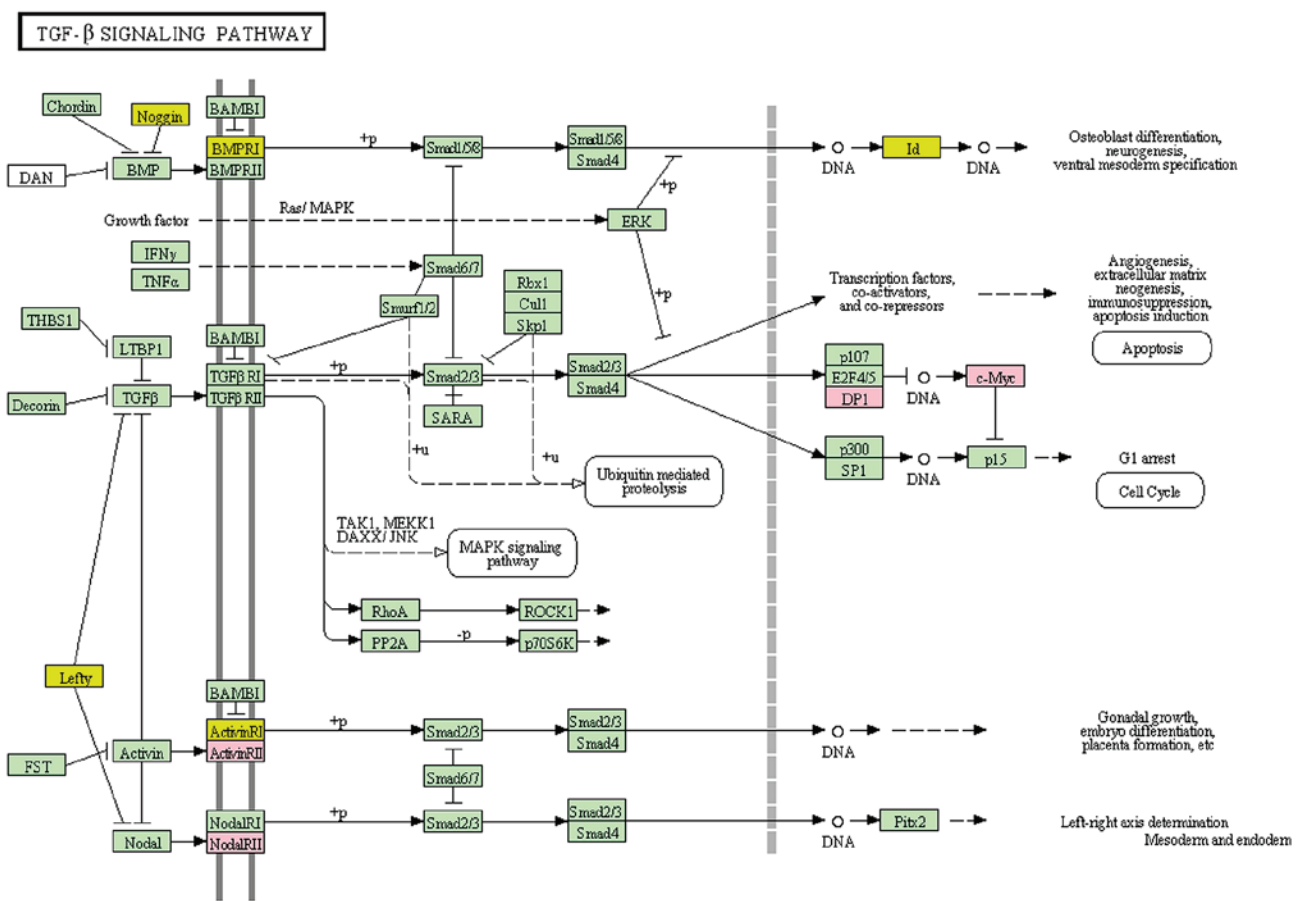 TGF-β SIGNALING PATHWAY
Chordin
Noggin
BAMBI
DAN
BMP
BMPRI
BMPRII
+p
Smad1/5/8
Smad1/5/8
Smad4
DNA
Id
DNA
Osteoblast differentiation,
neurogenesis,
ventral mesoderm specification
+p
Growth factor
Ras/ MAPK
ERK
IFNγ
TNFα
Smad6/7
Smurf1/2
Rbx1
Cul1
Skp1
+p
Transcription factors,
co-activators,
and co-repressors
Angiogenesis,
extracellular matrix
neogenesis,
immunosuppression,
apoptosis induction
Apoptosis
THBS1
LTBP1
BAMBI
Decorin
TGFβ
TGFβ RI
TGFβ RII
+p
Smad2/3
SARA
Smad2/3
Smad4
p107
E2F4/5
DP1
DNA
c-Myc
+u
+u
Ubiquitin mediated
proteolysis
p300
SP1
DNA
p15
G1 arrest
Cell Cycle
TAK1, MEKK1
DAXX/ JNK
MAPK signaling
pathway
RhoA
ROCK1
PP2A
-p
p70S6K
Lefty
BAMBI
FST
Activin
ActivinRI
ActivinRII
+p
Smad2/3
Smad2/3
Smad4
DNA
Gonadal growth,
embryo differentiation,
placenta formation, etc
Smad6/7
Nodal
NodalRI
NodalRII
+p
Smad2/3
Smad2/3
Smad4
DNA
Pitx2
Left-right axis determination
Mesoderm and endoderm